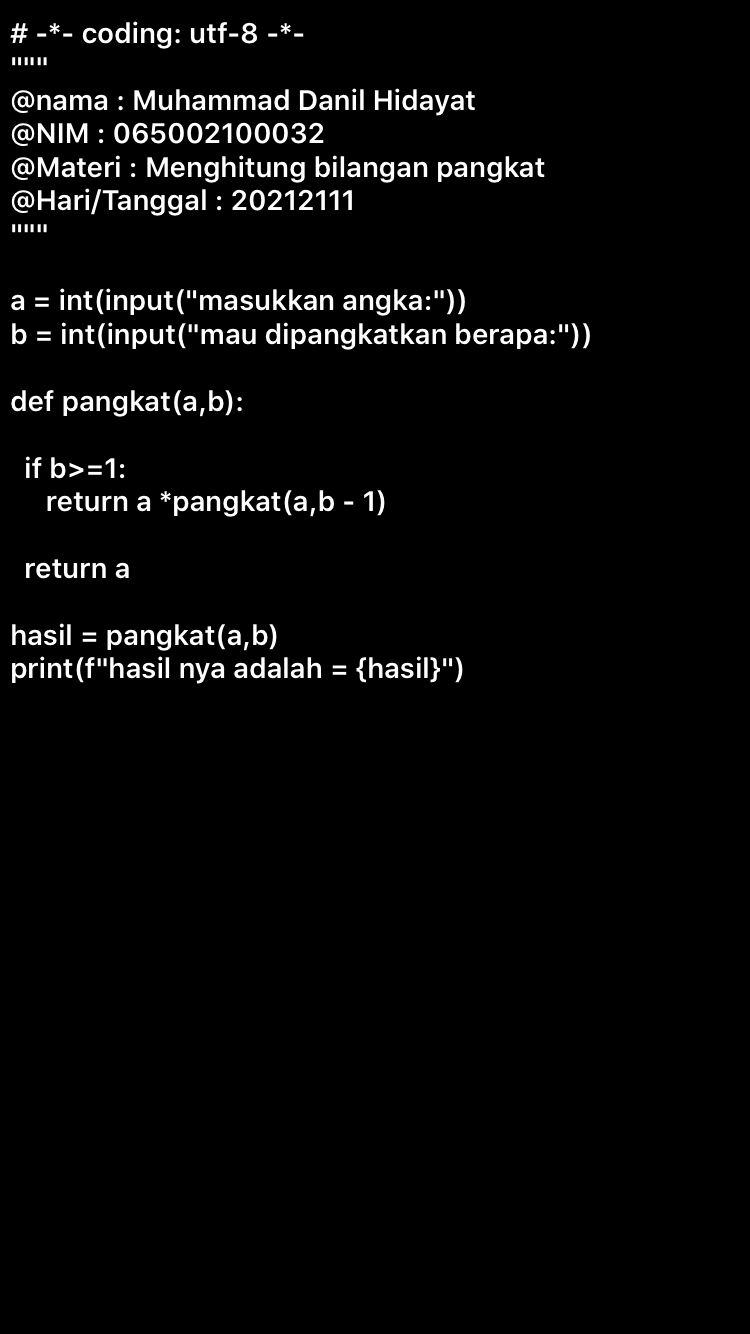 # -*- coding: utf-8 -*-
"""
@nama : Muhammad Danil Hidayat
@NIM : 065002100032
@Materi : Menghitung bilangan pangkat
@Hari/Tanggal : 20212111
"""
a = int(input("masukkan angka:"))
b = int(input("mau dipangkatkan berapa:"))
def pangkat(a,b):
if b>=1:
return a *pangkat(a,b - 1)
return a
hasil = pangkat(a,b)
print(f"hasil nya adalah = {hasil}")